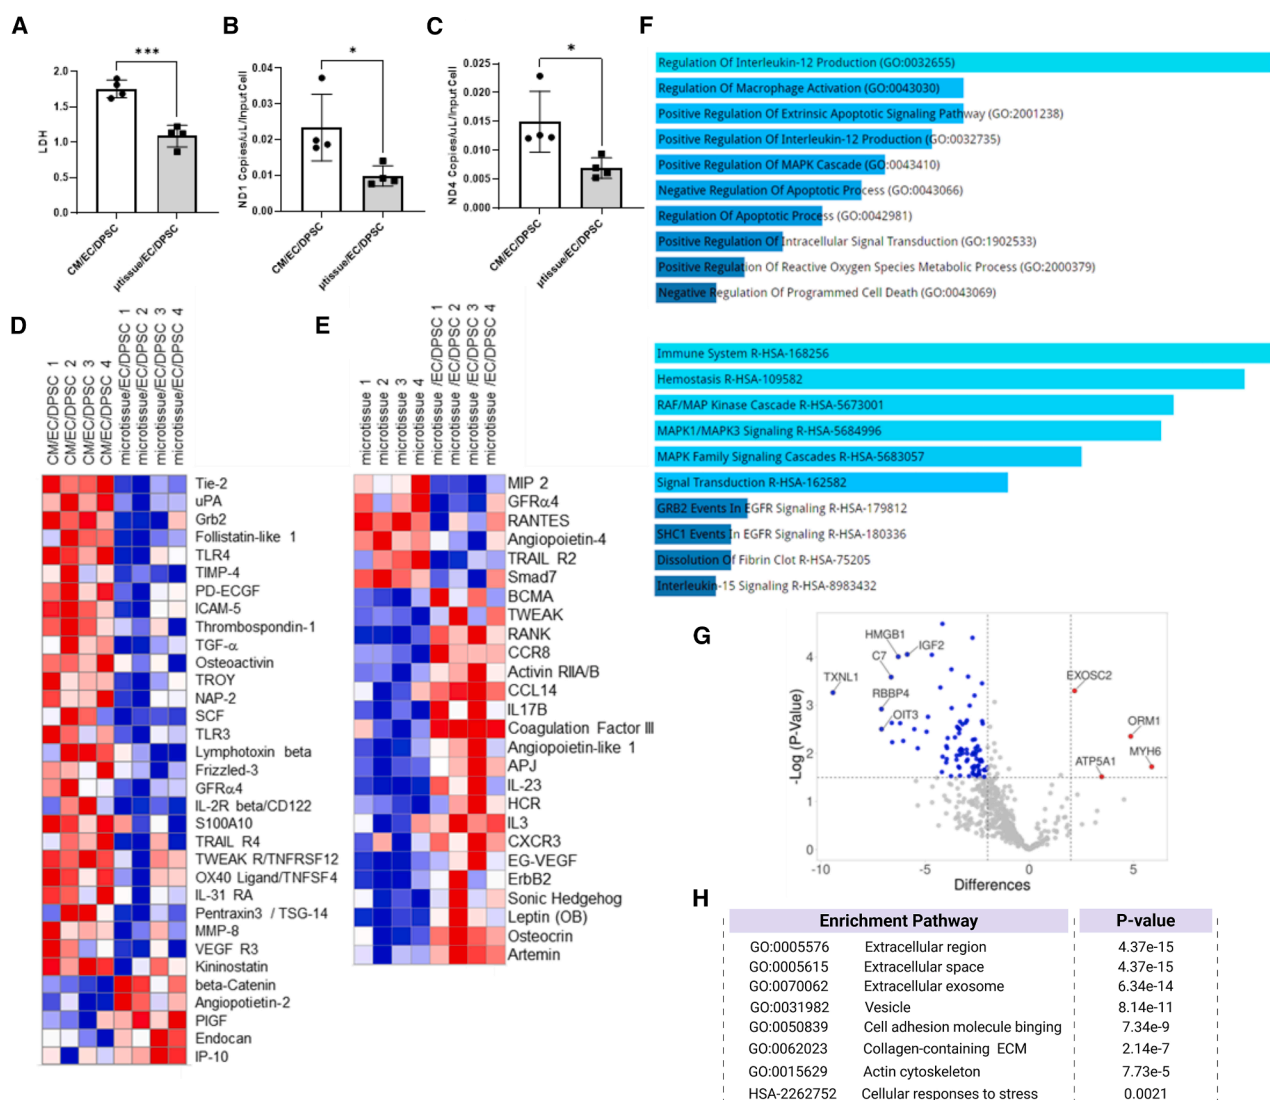 A
B
C
F
***
LDH
2.0
1.5
1.0
0.5
0.0
CM/EC/DPSC
µtissue/EC/DPSC
*
ND1 Copies/uL/Input Cell
0.04
0.03
0.02
0.01
0.00
CM/EC/DPSC
µtissue/EC/DPSC
*
ND4 Copies/uL/Input Cell
0.025
0.020
0.015
0.010
0.005
0.000
CM/EC/DPSC
µtissue/EC/DPSC
Regulation Of Interleukin-12 Production (GO:0032655)
Regulation Of Macrophage Activation (GO:0043030)
Positive Regulation Of Extrinsic Apoptotic Signaling Pathway (GO:2001238)
Positive Regulation Of Interleukin-12 Production (GO:0032735)
Positive Regulation Of MAPK Cascade (GO:0043410)
Negative Regulation Of Apoptotic Process (GO:0043066)
Regulation Of Apoptotic Process (GO:0042981)
Positive Regulation Of Intracellular Signal Transduction (GO:1902533)
Positive Regulation Of Reactive Oxygen Species Metabolic Process (GO:2000379)
Negative Regulation Of Programmed Cell Death (GO:0043069)
Immune System R-HSA-168256
Hemostasis R-HSA-109582
RAF/MAP Kinase Cascade R-HSA-5673001
MAPK1/MAPK3 Signaling R-HSA-5684996
MAPK Family Signaling Cascades R-HSA-5683057
Signal Transduction R-HSA-162582
GRB2 Events In EGFR Signaling R-HSA-179812
SHC1 Events In EGFR Signaling R-HSA-180336
Dissolution Of Fibrin Clot R-HSA-75205
Interleukin-15 Signaling R-HSA-8983432
D
CM/EC/DPSC 1
CM/EC/DPSC 2
CM/EC/DPSC 3
CM/EC/DPSC 4
microtissue/EC/DPSC 1
microtissue/EC/DPSC 2
microtissue/EC/DPSC 3
microtissue/EC/DPSC 4
Tie-2
uPA
Grb2
Follistatin-like 1
TLR4
TIMP-4
PD-ECGF
ICAM-5
Thrombospondin-1
TGF-α
Osteoactivin
TROY
NAP-2
SCF
TLR3
Lymphotoxin beta
Frizzled-3
GFRα4
IL-2R beta/CD122
S100A10
TRAIL R4
TWEAK R/TNFRSF12
OX40 Ligand/TNFSF4
IL-31 RA
Pentraxin3 / TSG-14
MMP-8
VEGF R3
Kininostatin
beta-Catenin
Angiopotietin-2
PlGF
Endocan
IP-10
E
microtissue 1
microtissue 2
microtissue 3
microtissue 4
microtissue /EC/DPSC 1
microtissue /EC/DPSC 2
microtissue /EC/DPSC 3
microtissue /EC/DPSC 4
MIP 2
GFRα4
RANTES
Angiopoietin-4
TRAIL R2
Smad7
BCMA
TWEAK
RANK
CCR8
Activin RIIA/B
CCL14
IL17B
Coagulation Factor III
Angiopoietin-like 1
APJ
IL-23
HCR
IL3
CXCR3
EG-VEGF
ErbB2
Sonic Hedgehog
Leptin (OB)
Osteocrin
Artemin
G
-Log (P-Value)
4
3
2
1
0
-10
-5
0
5
Differences
HMGB1
IGF2
C7
TXNL1
RBBP4
OIT3
EXOSC2
ORM1
MYH6
ATP5A1
H
Enrichment Pathway P-value
GO:0005576 Extracellular region 4.37e-15
GO:0005615 Extracellular space 4.37e-15
GO:0070062 Extracellular exosome 6.34e-14
GO:0031982 Vesicle 8.14e-11
GO:0050839 Cell adhesion molecule binging 7.34e-9
GO:0062023 Collagen-containing ECM 2.14e-7
GO:0015629 Actin cytoskeleton 7.73e-5
HSA-2262752 Cellular responses to stress 0.0021